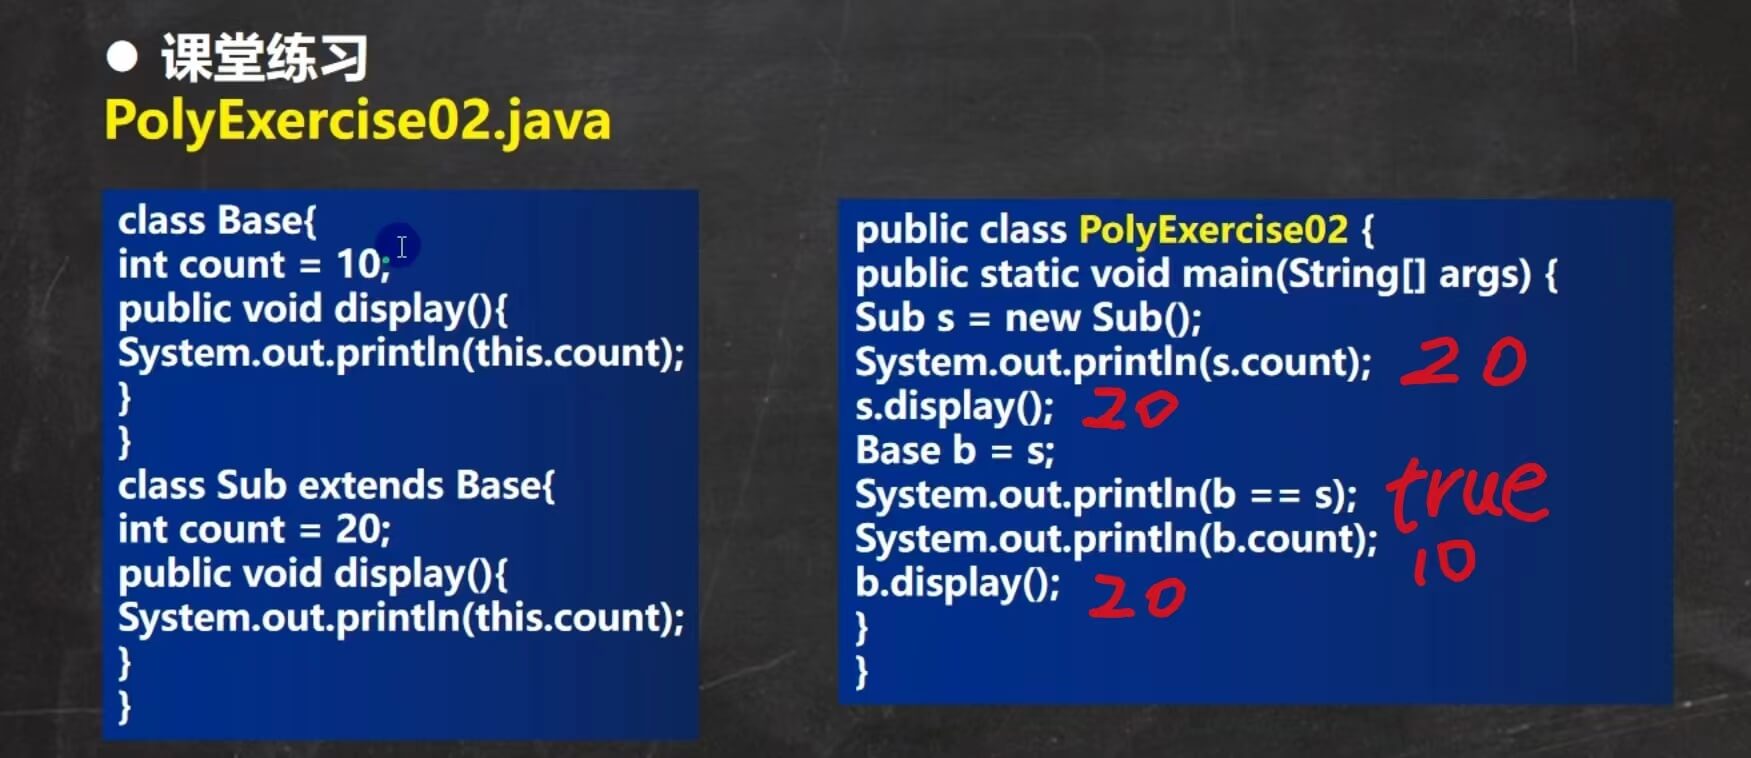 ● 课堂练习
PolyExercise02.java
class Base{
int count = 10;
public void display(){
System.out.println(this.count);
}
}
class Sub extends Base{
int count = 20;
public void display(){
System.out.println(this.count);
}
}
public class PolyExercise02 {
public static void main(String[] args) {
Sub s = new Sub();
System.out.println(s.count); 20
s.display(); 20
Base b = s;
System.out.println(b == s); true
System.out.println(b.count); 10
b.display(); 20
}
}